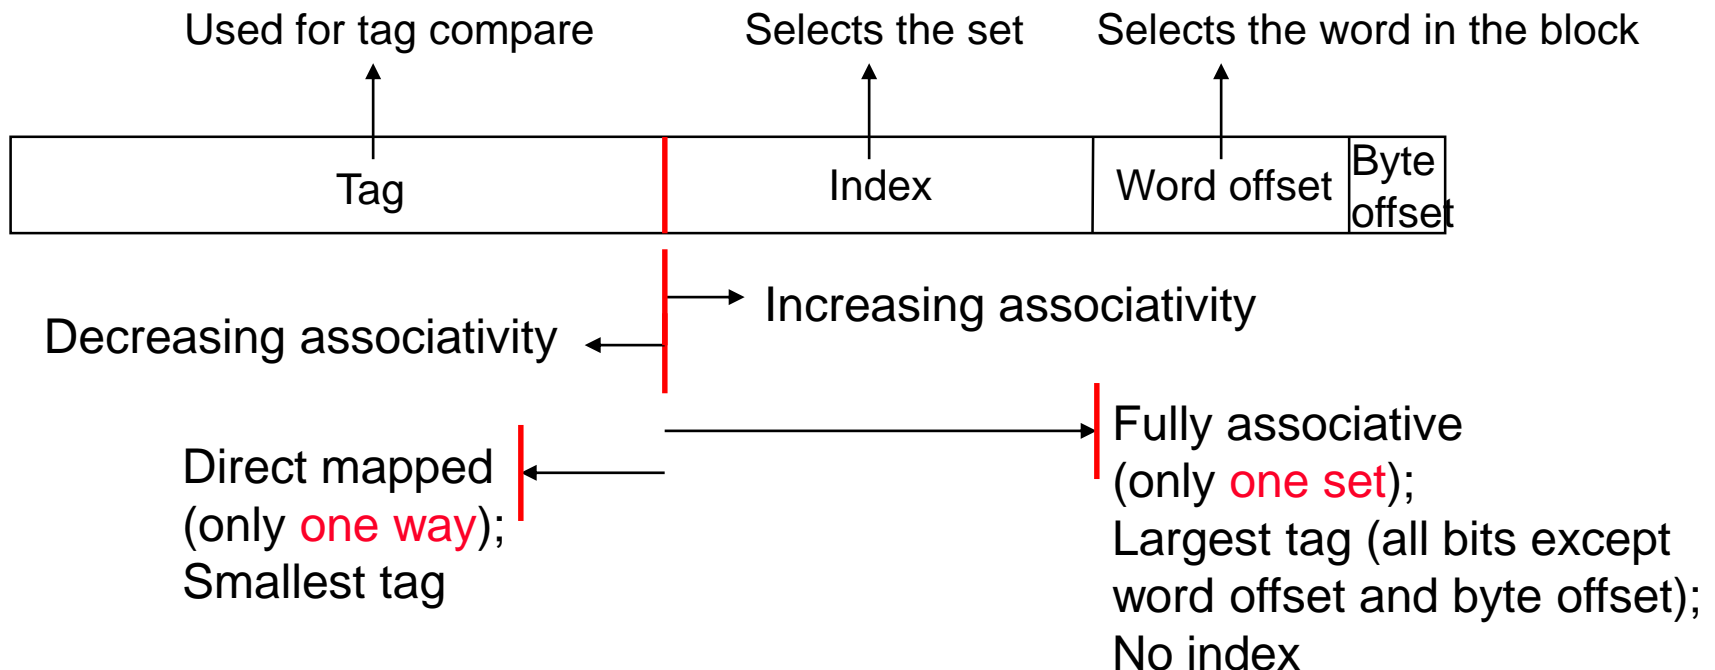 Used for tag compare
Selects the set
Selects the word in the block
Tag
Index
Word offset
Byte
offset
Increasing associativity
Decreasing associativity
Direct mapped
(only one way);
Smallest tag
Fully associative
(only one set);
Largest tag (all bits except
word offset and byte offset);
No index